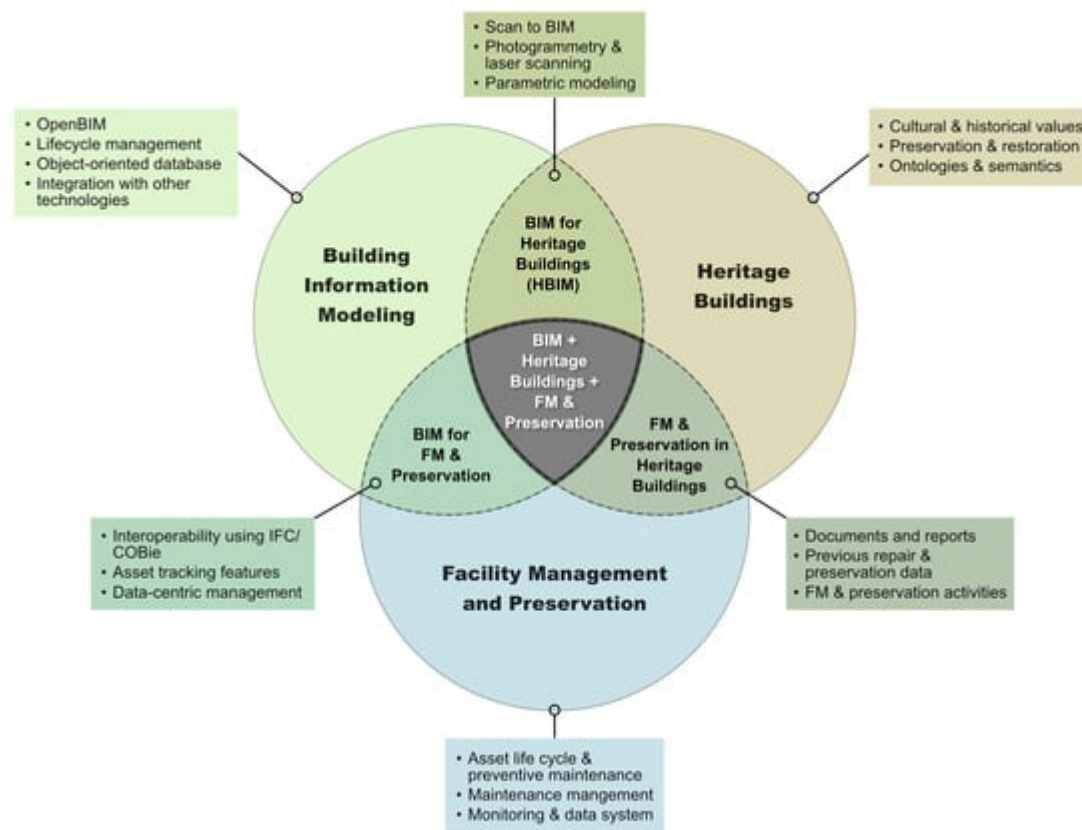 • Scan to BIM
• Photogrammetry &
laser scanning
• Parametric modeling
• OpenBIM
• Lifecycle management
• Object-oriented database
• Integration with other
technologies
• Cultural & historical values
• Preservation & restoration
• Ontologies & semantics
BIM for
Heritage
Buildings
(HBIM)
Building
Information
Modeling
Heritage
Buildings
BIM +
Heritage
Buildings +
FM &
Preservation
BIM for
FM &
Preservation
FM &
Preservation in
Heritage
Buildings
• Interoperability using IFC/
COBie
• Asset tracking features
• Data-centric management
• Documents and reports
• Previous repair &
preservation data
• FM & preservation activities
Facility Management
and Preservation
• Asset life cycle &
preventive maintenance
• Maintenance mangement
• Monitoring & data system